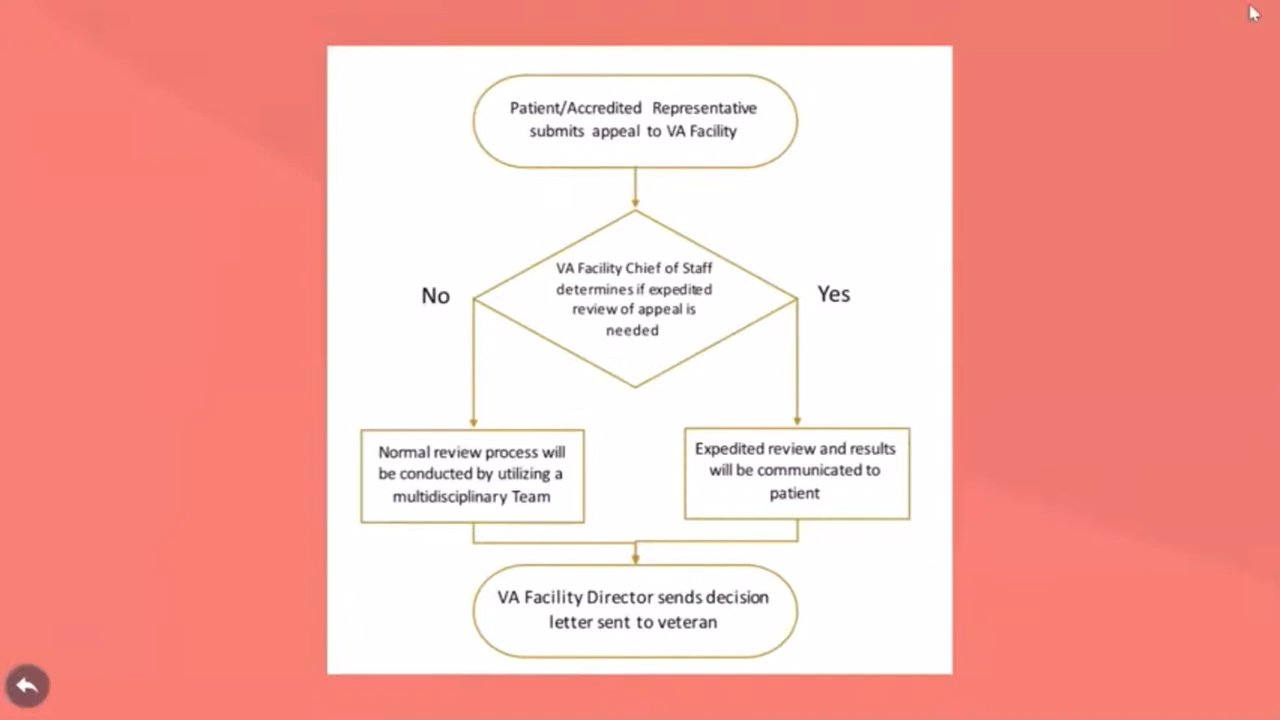 Patient/Accredited Representative
submits appeal to VA Facility
VA Facility Chief of Staff
determines if expedited
review of appeal is
needed
No
Yes
Normal review process will
be conducted by utilizing a
multidisciplinary Team
Expedited review and results
will be communicated to
patient
VA Facility Director sends decision
letter sent to veteran